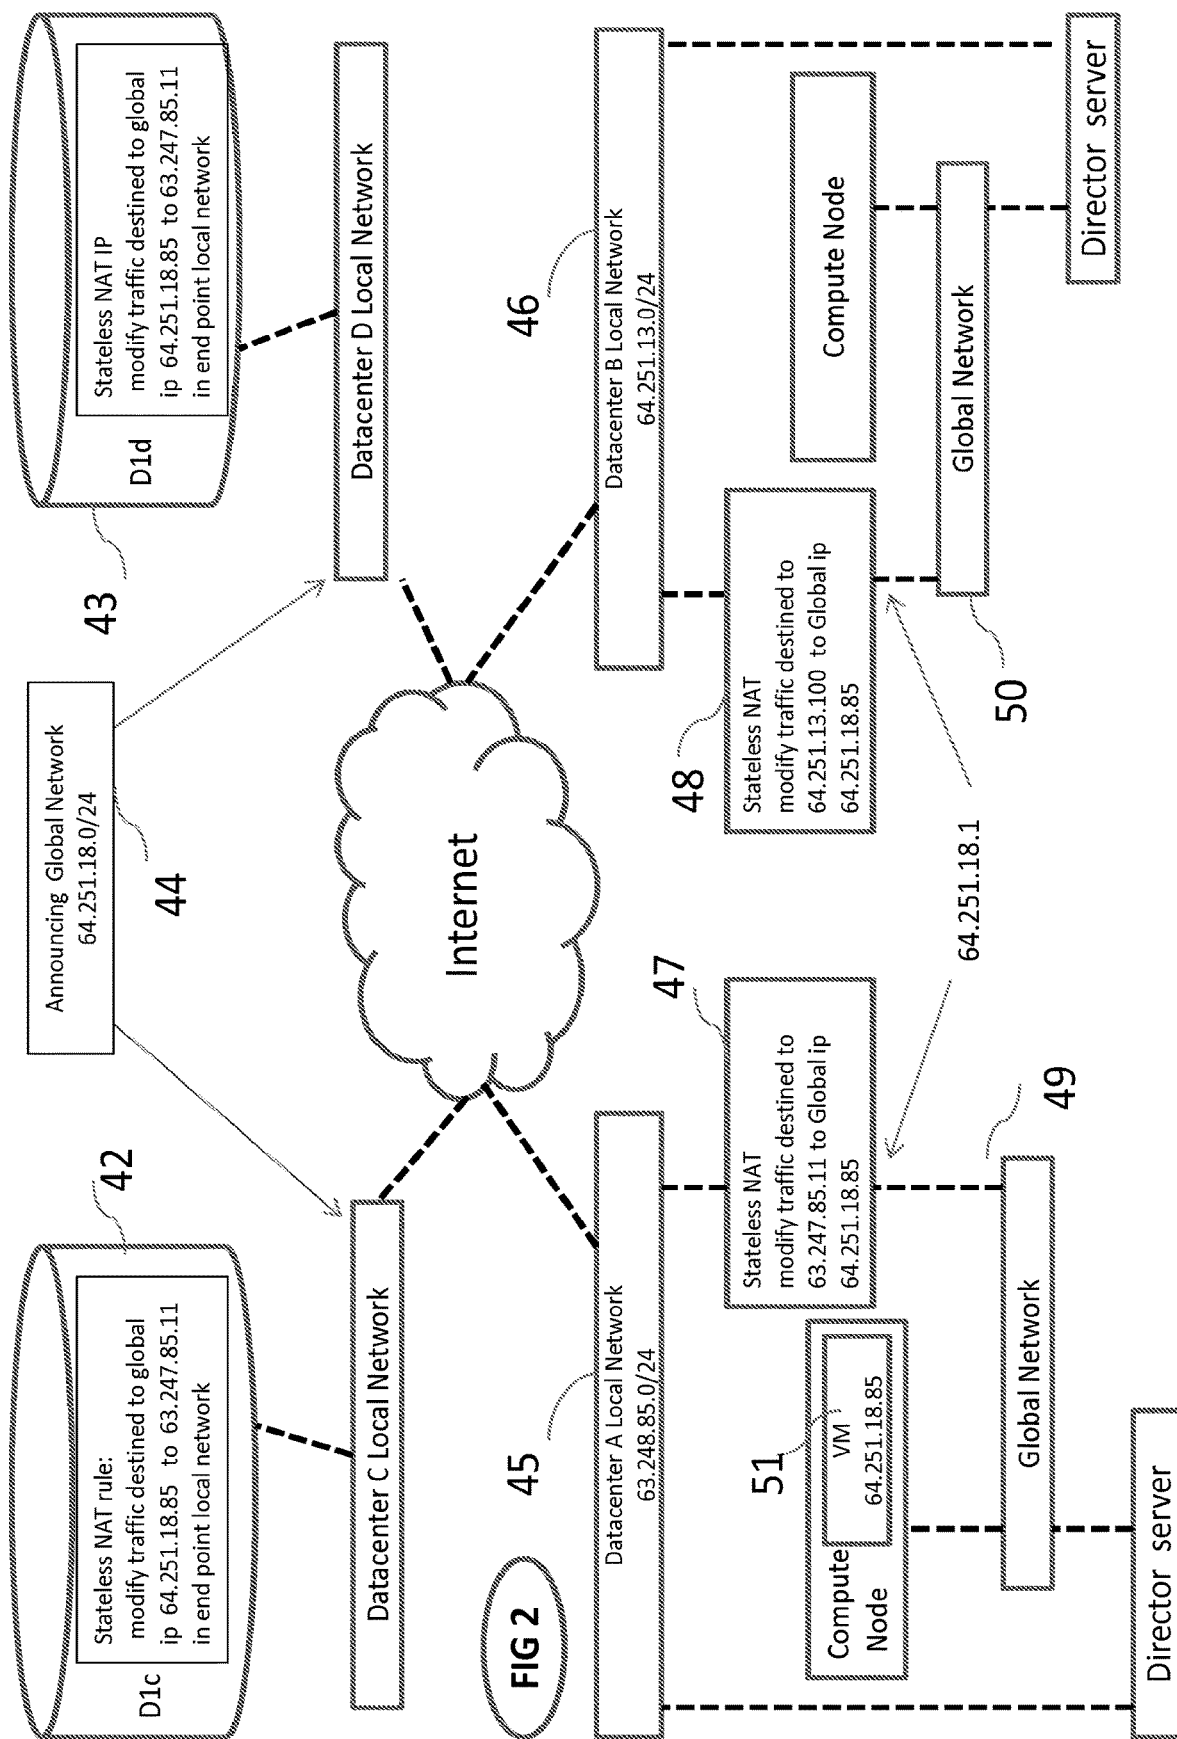 D1c
Stateless NAT rule:
modify traffic destined to global
ip 64.251.18.85 to 63.247.85.11
in end point local network
42
Announcing Global Network
64.251.18.0/24
44
D1d
Stateless NAT IP
modify traffic destined to global
ip 64.251.18.85 to 63.247.85.11
in end point local network
43
Datacenter C Local Network
Datacenter D Local Network
Internet
FIG 2
45
Datacenter A Local Network
63.248.85.0/24
46
Datacenter B Local Network
64.251.13.0/24
47
Stateless NAT
modify traffic destined to
63.247.85.11 to Global ip
64.251.18.85
48
Stateless NAT
modify traffic destined to
64.251.13.100 to Global ip
64.251.18.85
51
Compute
Node
VM
64.251.18.85
Compute Node
64.251.18.1
49
Global Network
50
Global Network
Director server
Director server